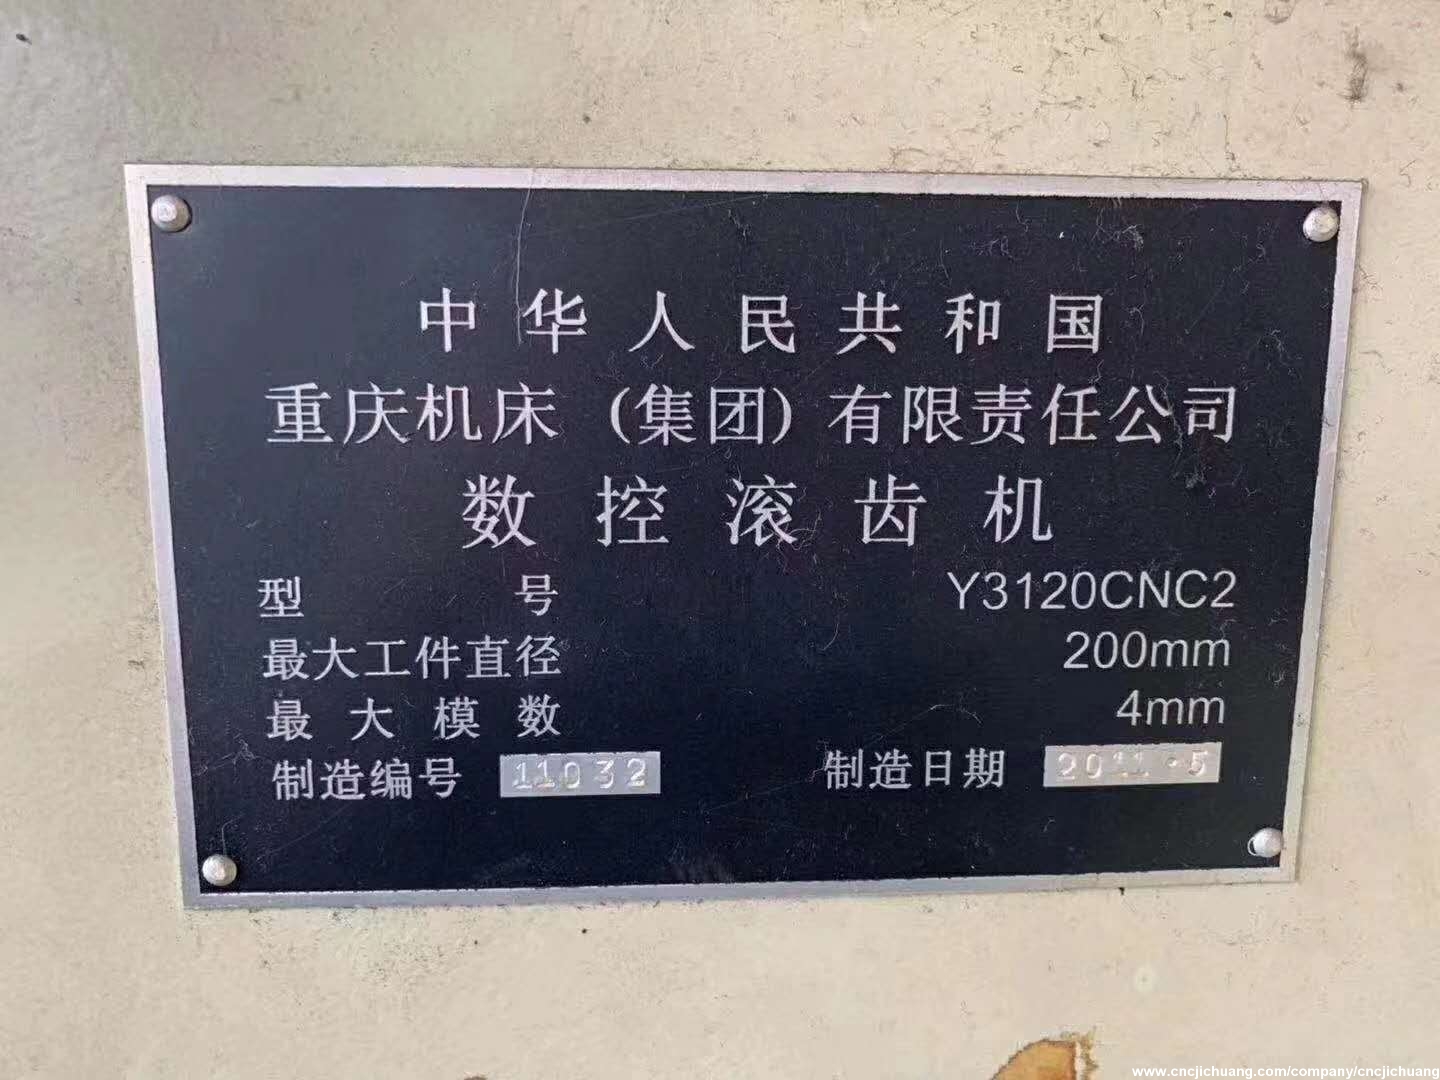 中华人民共和国
重庆机床（集团）有限责任公司
数控滚齿机
型号 Y3120CNC2
最大工件直径 200mm
最大模数 4mm
制造编号 11032 制造日期 2011·5
www.cncjichuang.com/company/cncjichuang